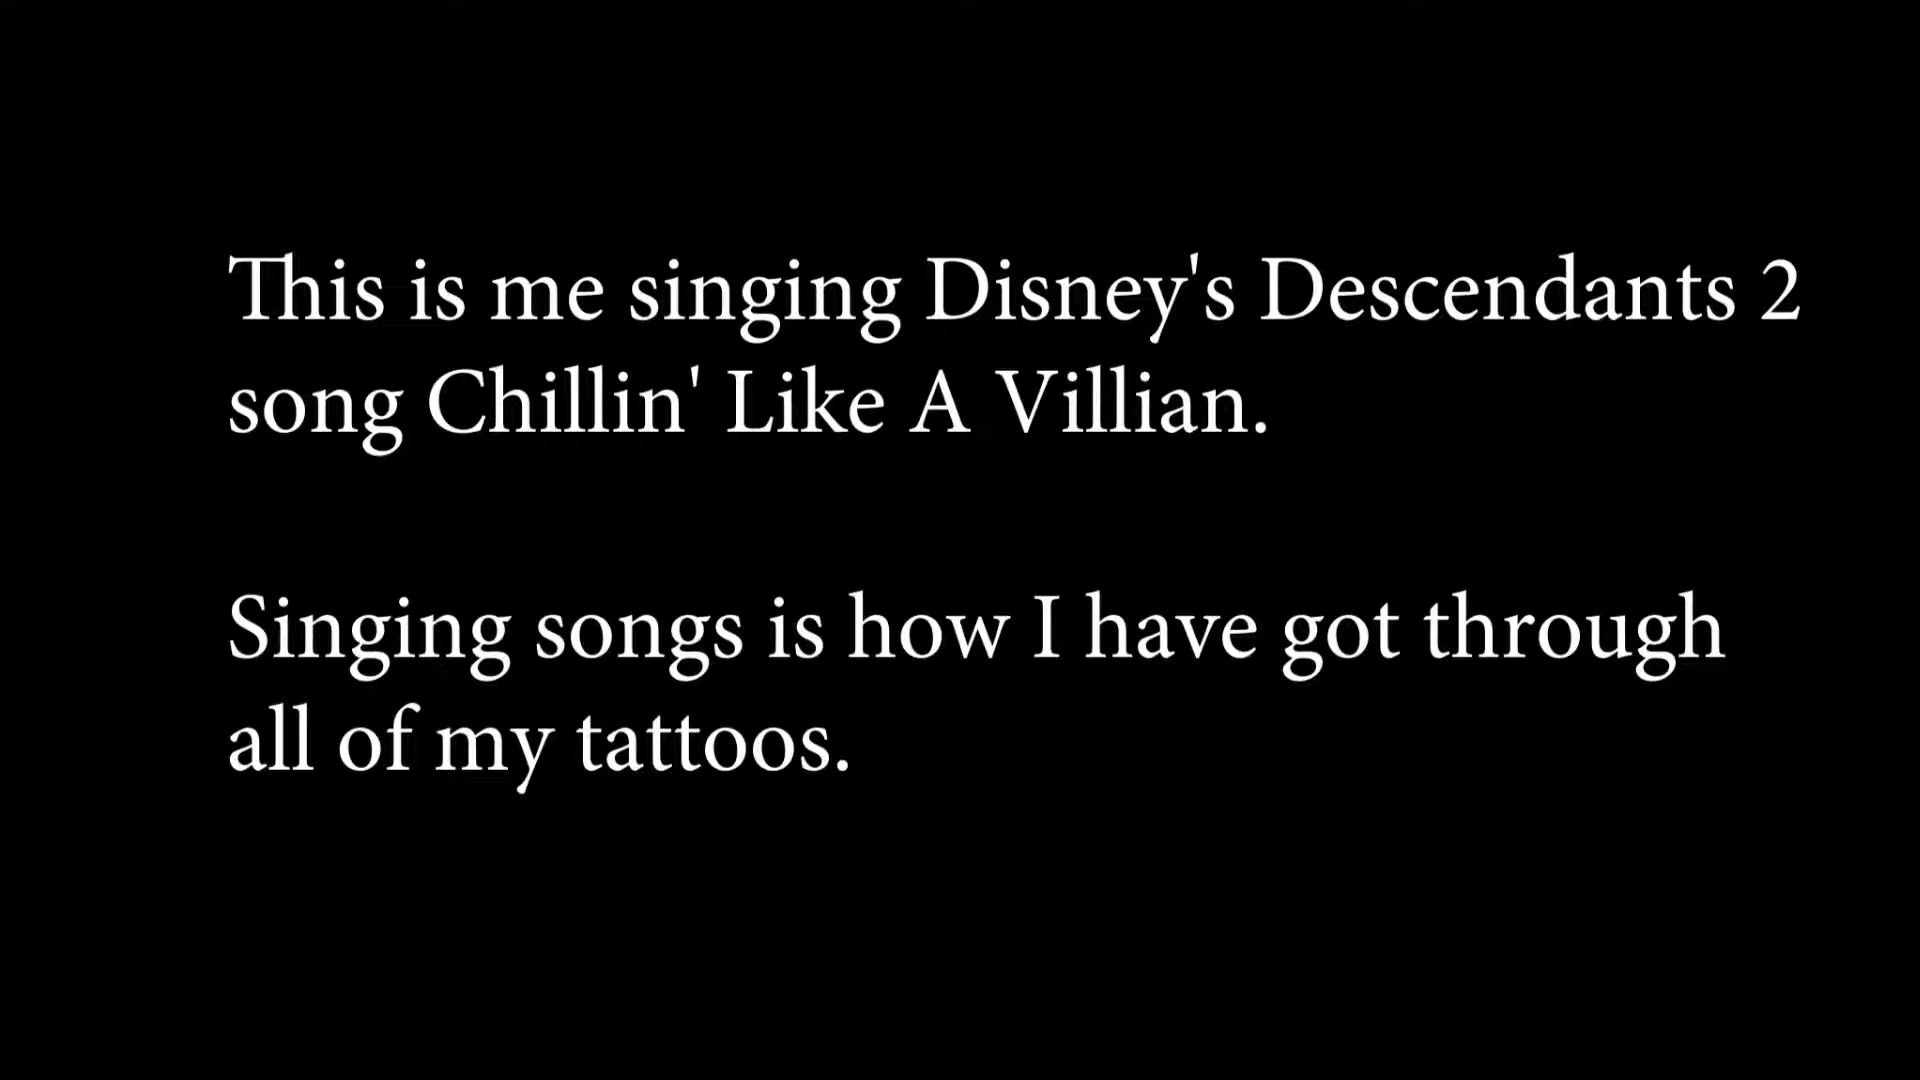 This is me singing Disney's Descendants 2
song Chillin' Like A Villian.
Singing songs is how I have got through
all of my tattoos.